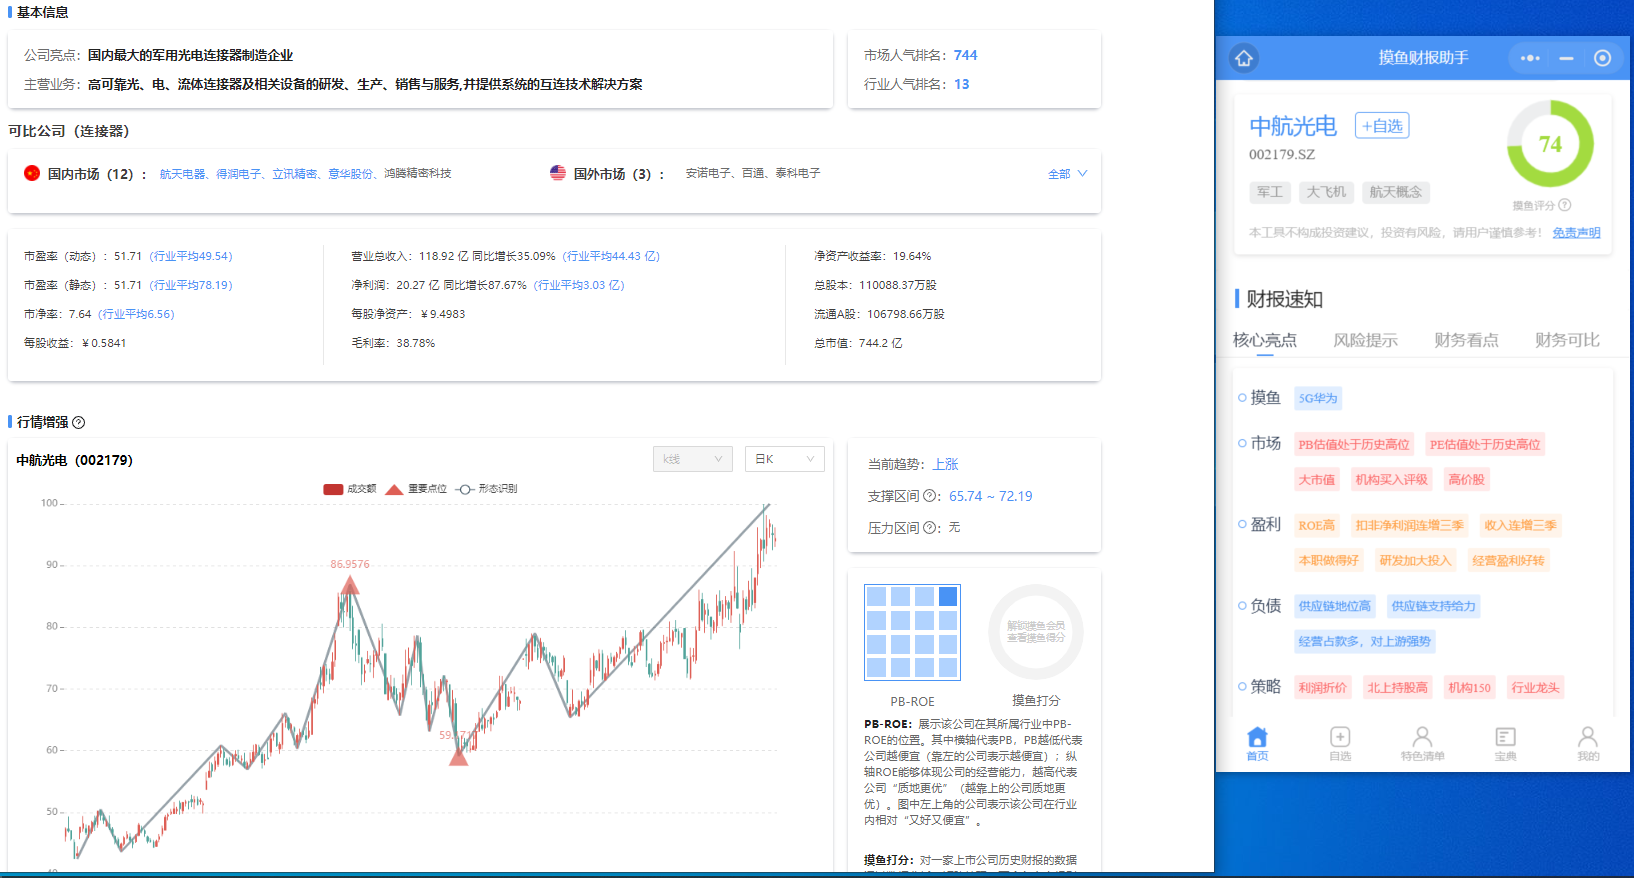 基本信息
公司亮点： 国内最大的军用光电连接器制造企业
主营业务： 高可靠光、电、流体连接器及相关设备的研发、生产、销售与服务,并提供系统的互连技术解决方案
市场人气排名： 744
行业人气排名： 13
可比公司（连接器）
国内市场（12）： 航天电器、得润电子、立讯精密、意华股份、鸿腾精密科技
国外市场（3）： 安诺电子、百通、泰科电子
全部
市盈率（动态）： 51.71 (行业平均49.54)
市盈率（静态）： 51.71 (行业平均78.19)
市净率： 7.64 (行业平均6.56)
每股收益： ￥0.5841
营业总收入： 118.92 亿 同比增长35.09% (行业平均44.43 亿)
净利润： 20.27 亿 同比增长87.67% (行业平均3.03 亿)
每股净资产： ￥9.4983
毛利率： 38.78%
净资产收益率： 19.64%
总股本： 110088.37万股
流通A股： 106798.66万股
总市值： 744.2 亿
行情增强 ?
中航光电（002179）
k线
日K
成交额 重要点位 形态识别
100
90
80
70
60
50
40
86.9576
当前趋势： 上涨
支撑区间 ?： 65.74 ~ 72.19
压力区间 ?： 无
解锁摸鱼会员
查看摸鱼得分
PB-ROE
摸鱼打分
PB-ROE：展示该公司在其所属行业中PB-
ROE的位置。其中横轴代表PB，PB越低代表
公司越便宜（靠左的公司表示越便宜）；纵
轴ROE能够体现公司的经营能力，越高代表
公司“质地更优”（越靠上的公司质地更
优）。图中左上角的公司表示该公司在行业
内相对“又好又便宜”。
摸鱼打分：对一家上市公司历史财报的数据
摸鱼财报助手
中航光电
+自选
002179.SZ
军工 大飞机 航天概念
74
摸鱼评分 ?
本工具不构成投资建议，投资有风险，请用户谨慎参考！ 免责声明
财报速知
核心亮点 风险提示 财务看点 财务可比
摸鱼 5G华为
市场 PB估值处于历史高位 PE估值处于历史高位
大市值 机构买入评级 高价股
盈利 ROE高 扣非净利润连增三季 收入连增三季
本职做得好 研发加大投入 经营盈利好转
负债 供应链地位高 供应链支持给力
经营占款多，对上游强势
策略 利润折价 北上持股高 机构150 行业龙头
首页 自选 特色清单 宝典 我的